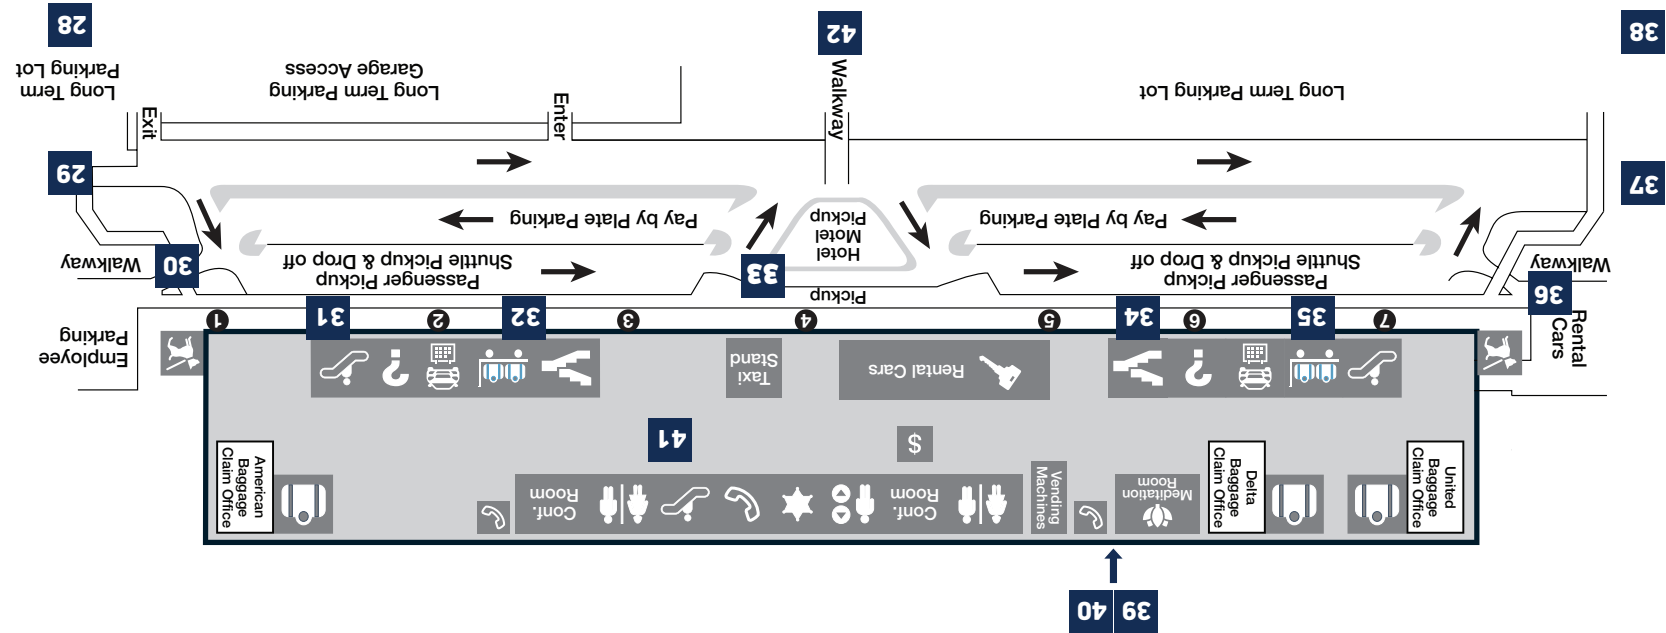 40
39
United
Baggage
Claim Office
Delta
Baggage
Claim Office
Meditation
Room
Vending
Machines
Conf.
Room
Conf.
Room
American
Baggage
Claim Office
$
41
Rental Cars
Taxi
Stand
7
35
6
34
5
4
3
32
2
31
1
Rental
Cars
Employee
Parking
36
Pickup
33
30
Walkway
Passenger Pickup
Shuttle Pickup & Drop off
Hotel
Motel
Pickup
Passenger Pickup
Shuttle Pickup & Drop off
Walkway
Pay by Plate Parking
Pay by Plate Parking
37
29
Long Term Parking Lot
Walkway
Enter
Exit
Long Term Parking
Garage Access
Long Term
Parking Lot
38
42
28